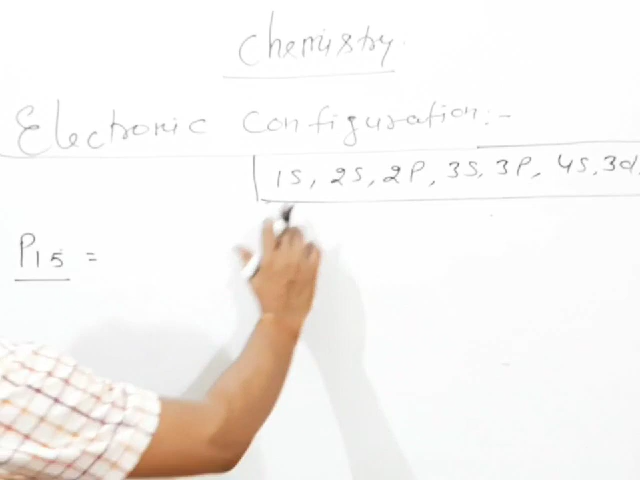 Chemistry.
Electronic Configuration:-
1S, 2S, 2P, 3S, 3P, 4S, 3d,
P15 =